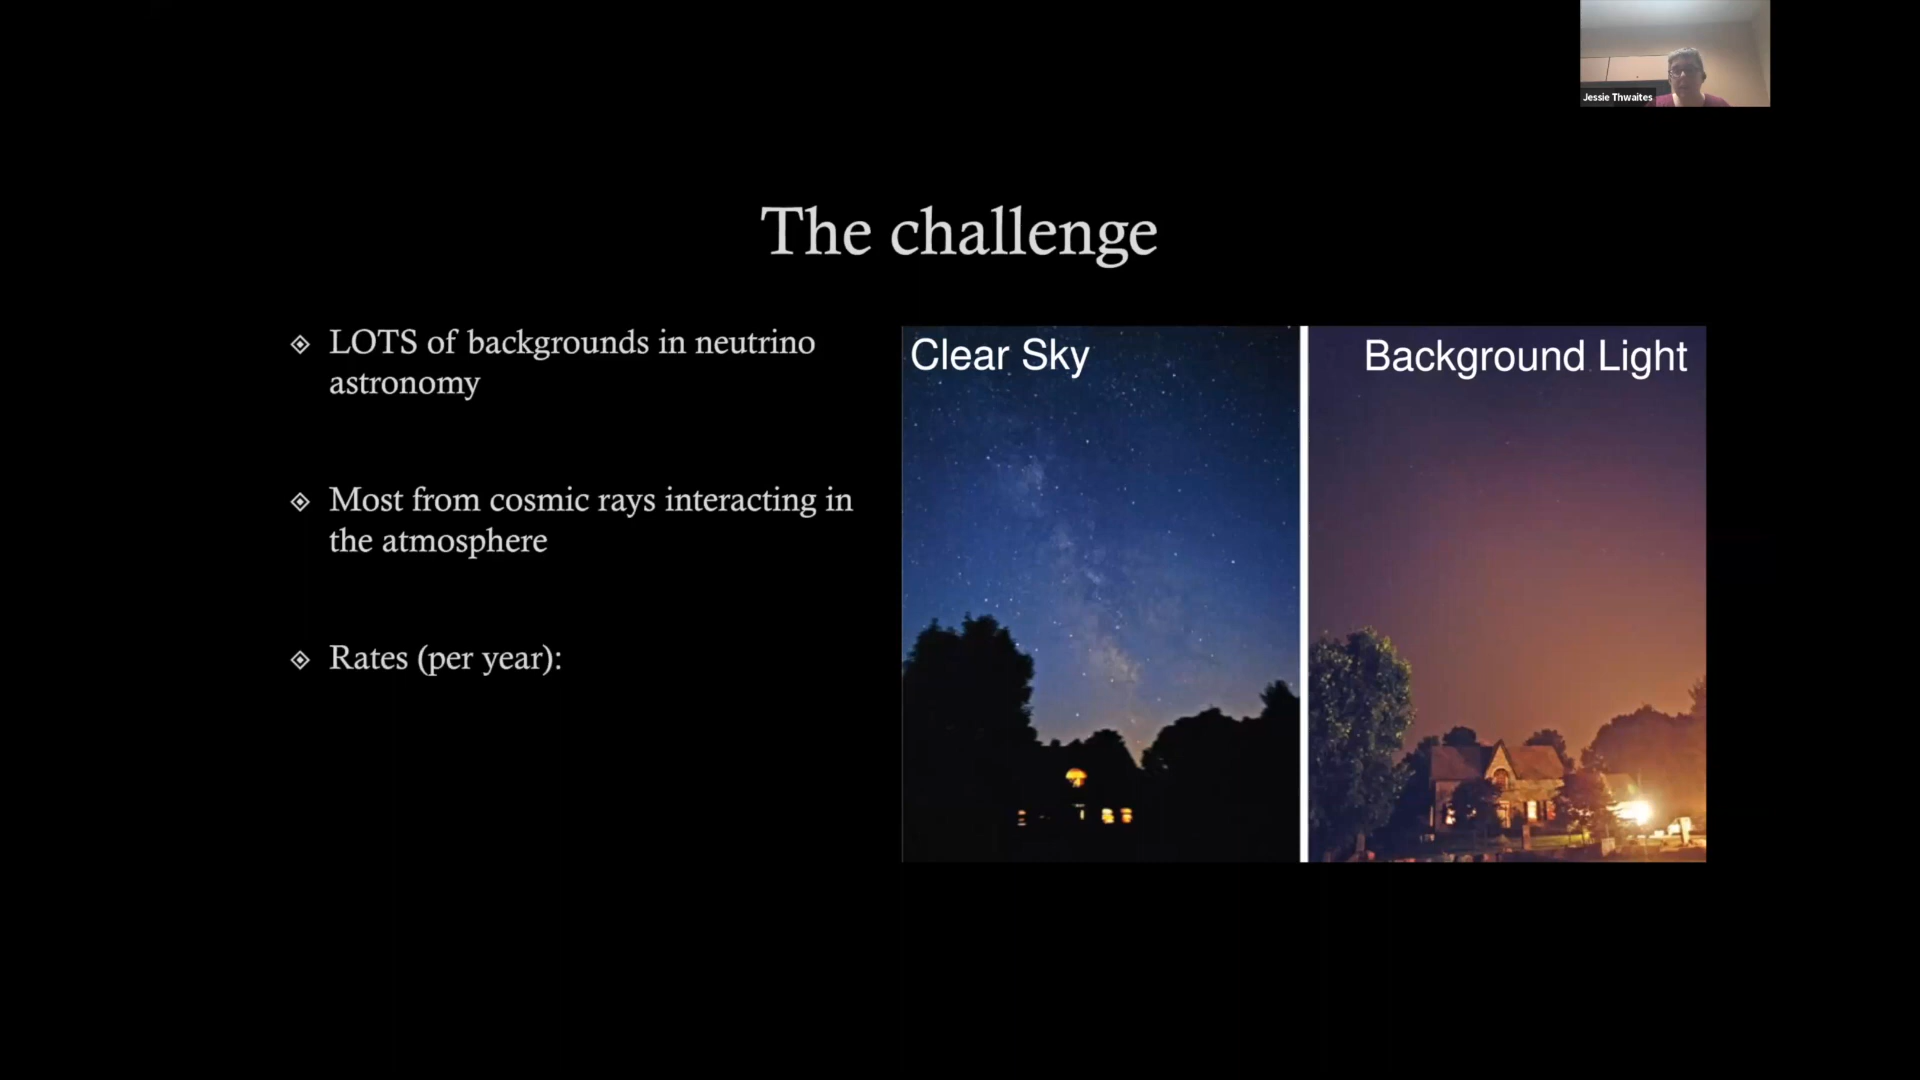 Jessie Thwaites
The challenge
LOTS of backgrounds in neutrino
astronomy
Most from cosmic rays interacting in
the atmosphere
Rates (per year):
Clear Sky
Background Light